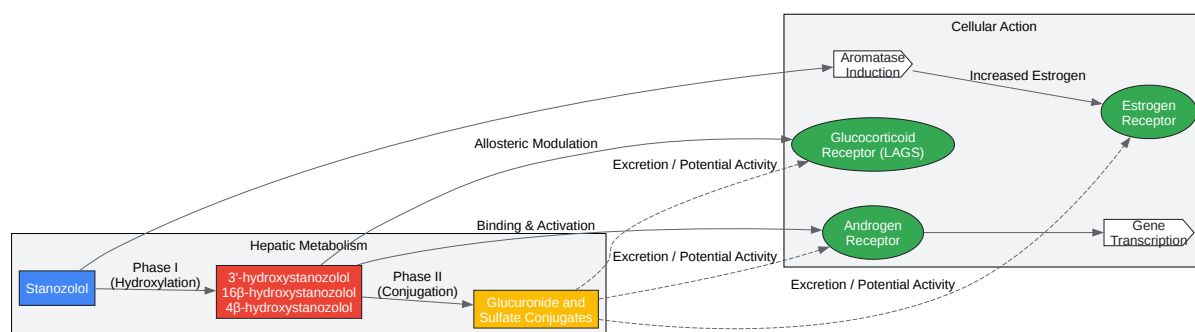 Cellular Action
Aromatase
Induction
Increased Estrogen
Estrogen
Receptor
Allosteric Modulation
Glucocorticoid
Receptor (LAGS)
Excretion / Potential Activity
Binding & Activation
Androgen
Receptor
Gene
Transcription
Hepatic Metabolism
Excretion / Potential Activity
Stanozolol
Phase I
(Hydroxylation)
3'-hydroxystanozolol
16β-hydroxystanozolol
4β-hydroxystanozolol
Phase II
(Conjugation)
Glucuronide and
Sulfate Conjugates
Excretion / Potential Activity